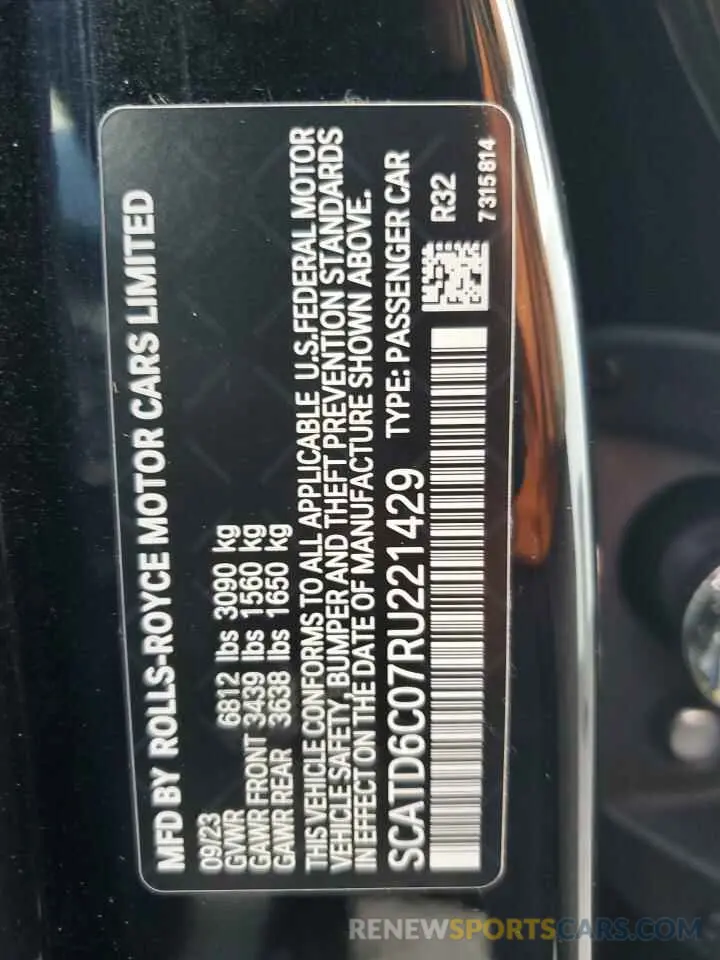 MFD BY ROLLS-ROYCE MOTOR CARS LIMITED
09/23
GVWR 6812 lbs 3090 kg
GAWR FRONT 3439 lbs 1560 kg
GAWR REAR 3638 lbs 1650 kg
THIS VEHICLE CONFORMS TO ALL APPLICABLE U.S.FEDERAL MOTOR
VEHICLE SAFETY, BUMPER AND THEFT PREVENTION STANDARDS
IN EFFECT ON THE DATE OF MANUFACTURE SHOWN ABOVE.
SCATD6C07RU221429 TYPE: PASSENGER CAR
R32
7315814
RENEWSPORTSCARS.COM